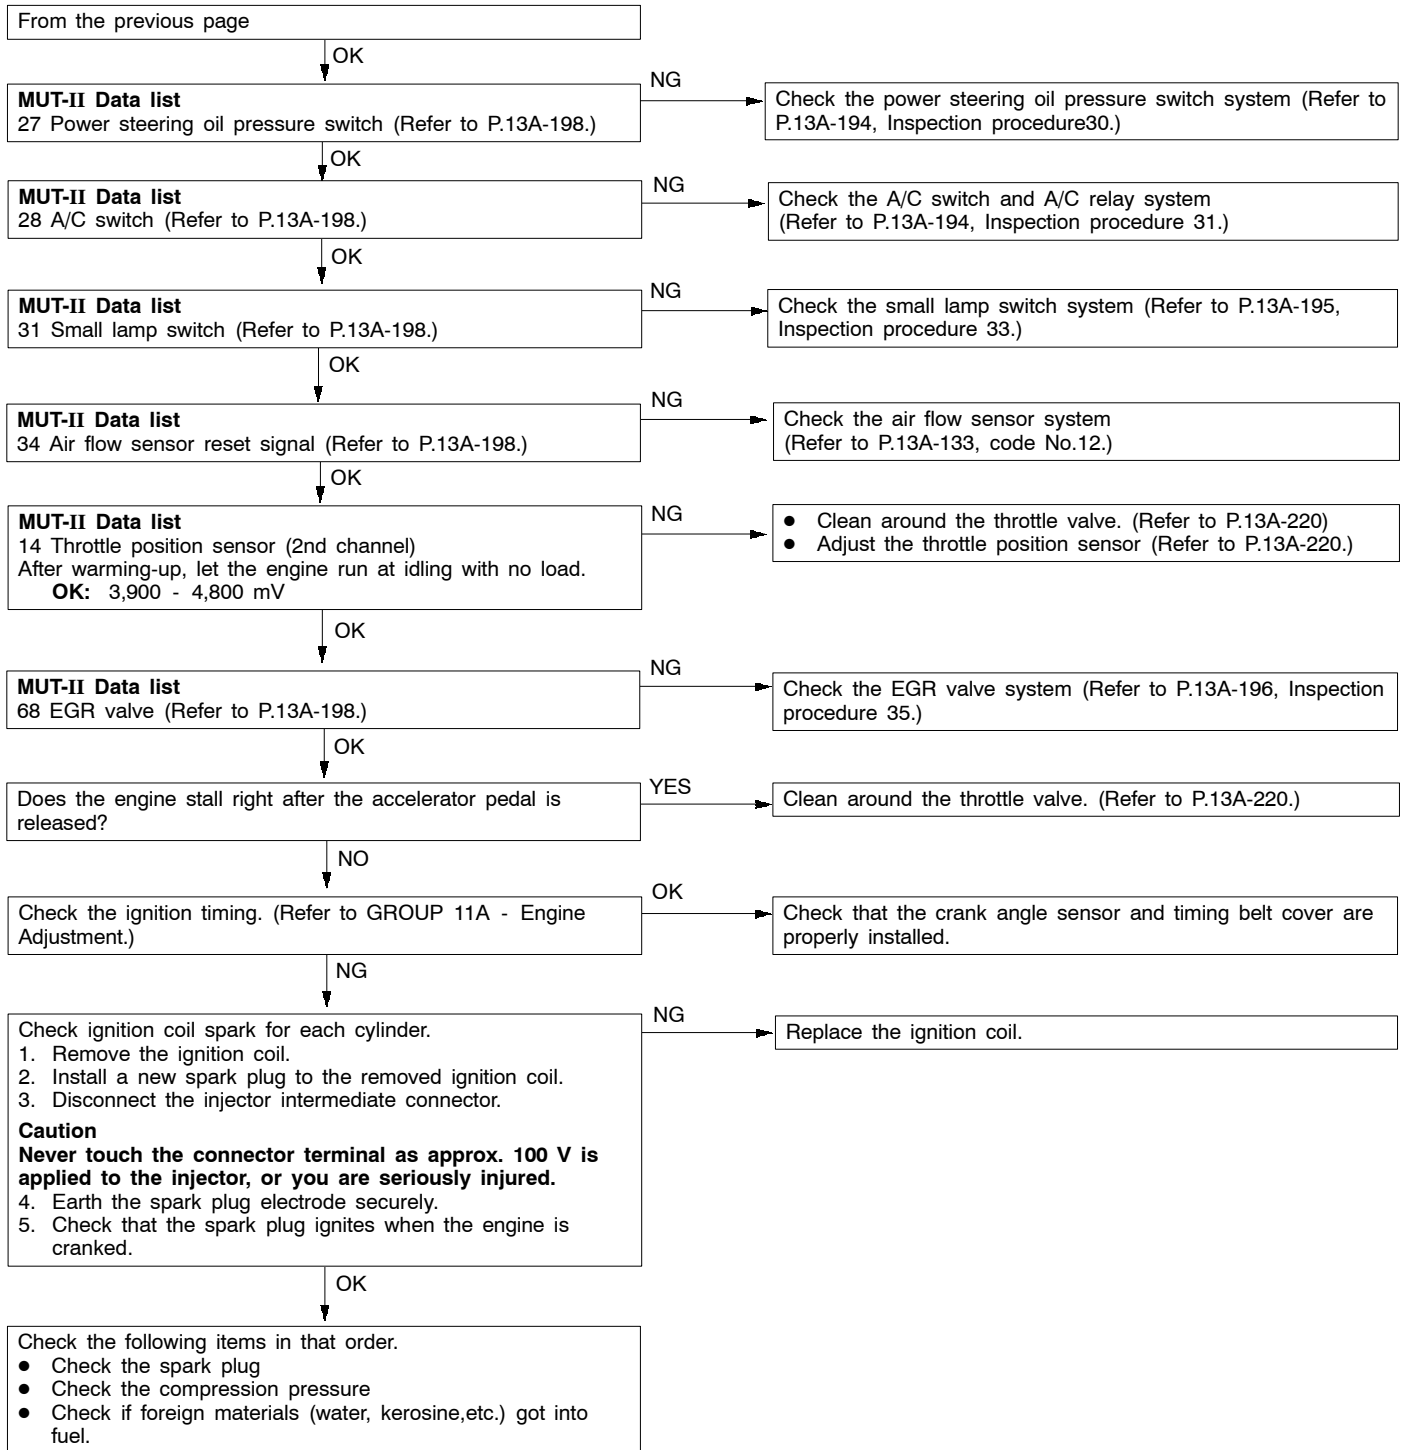 From the previous page
OK
MUT-II Data list
27 Power steering oil pressure switch (Refer to P.13A-198.)
NG
Check the power steering oil pressure switch system (Refer to
P.13A-194, Inspection procedure30.)
OK
MUT-II Data list
28 A/C switch (Refer to P.13A-198.)
NG
Check the A/C switch and A/C relay system
(Refer to P.13A-194, Inspection procedure 31.)
OK
MUT-II Data list
31 Small lamp switch (Refer to P.13A-198.)
NG
Check the small lamp switch system (Refer to P.13A-195,
Inspection procedure 33.)
OK
MUT-II Data list
34 Air flow sensor reset signal (Refer to P.13A-198.)
NG
Check the air flow sensor system
(Refer to P.13A-133, code No.12.)
OK
MUT-II Data list
14 Throttle position sensor (2nd channel)
After warming-up, let the engine run at idling with no load.
OK: 3,900 - 4,800 mV
NG
● Clean around the throttle valve. (Refer to P.13A-220)
● Adjust the throttle position sensor (Refer to P.13A-220.)
OK
MUT-II Data list
68 EGR valve (Refer to P.13A-198.)
NG
Check the EGR valve system (Refer to P.13A-196, Inspection
procedure 35.)
OK
Does the engine stall right after the accelerator pedal is
released?
YES
Clean around the throttle valve. (Refer to P.13A-220.)
NO
Check the ignition timing. (Refer to GROUP 11A - Engine
Adjustment.)
OK
Check that the crank angle sensor and timing belt cover are
properly installed.
NG
Check ignition coil spark for each cylinder.
1. Remove the ignition coil.
2. Install a new spark plug to the removed ignition coil.
3. Disconnect the injector intermediate connector.
Caution
Never touch the connector terminal as approx. 100 V is
applied to the injector, or you are seriously injured.
4. Earth the spark plug electrode securely.
5. Check that the spark plug ignites when the engine is
cranked.
NG
Replace the ignition coil.
OK
Check the following items in that order.
● Check the spark plug
● Check the compression pressure
● Check if foreign materials (water, kerosine,etc.) got into
fuel.